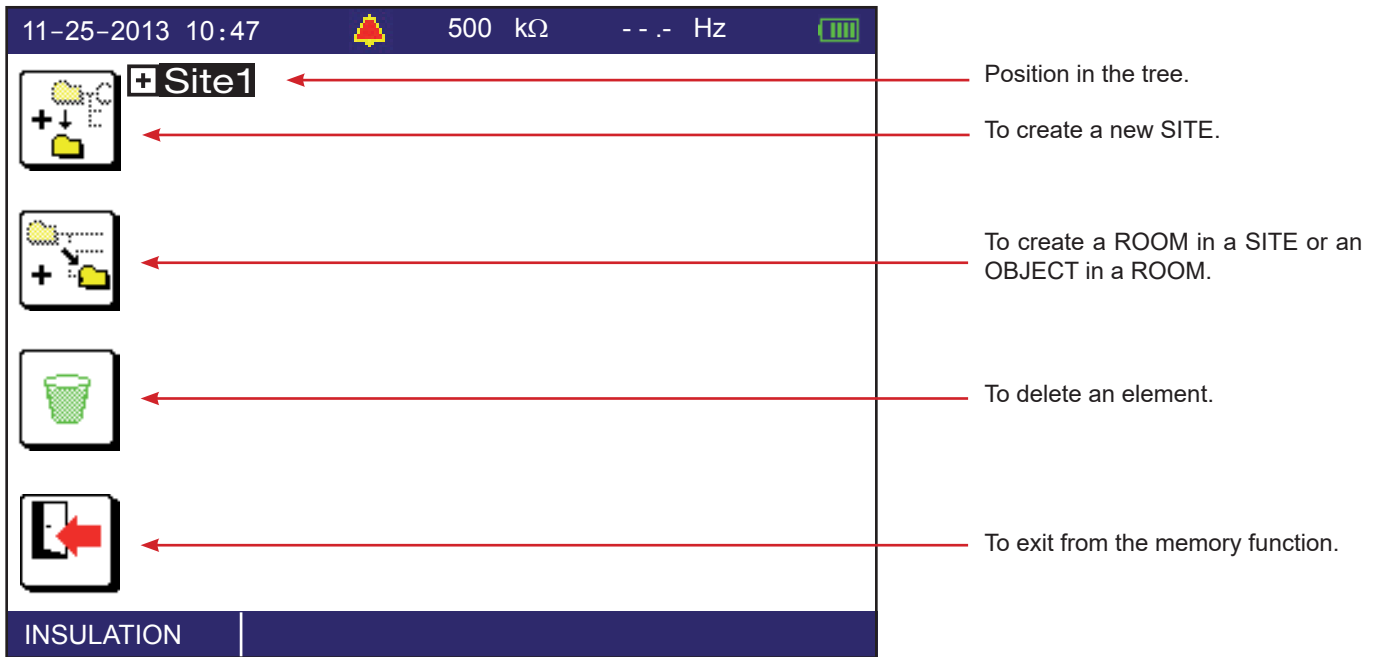 11-25-2013 10:47 500 kΩ - - .- Hz
Site1
Position in the tree.
To create a new SITE.
To create a ROOM in a SITE or an
OBJECT in a ROOM.
To delete an element.
To exit from the memory function.
INSULATION